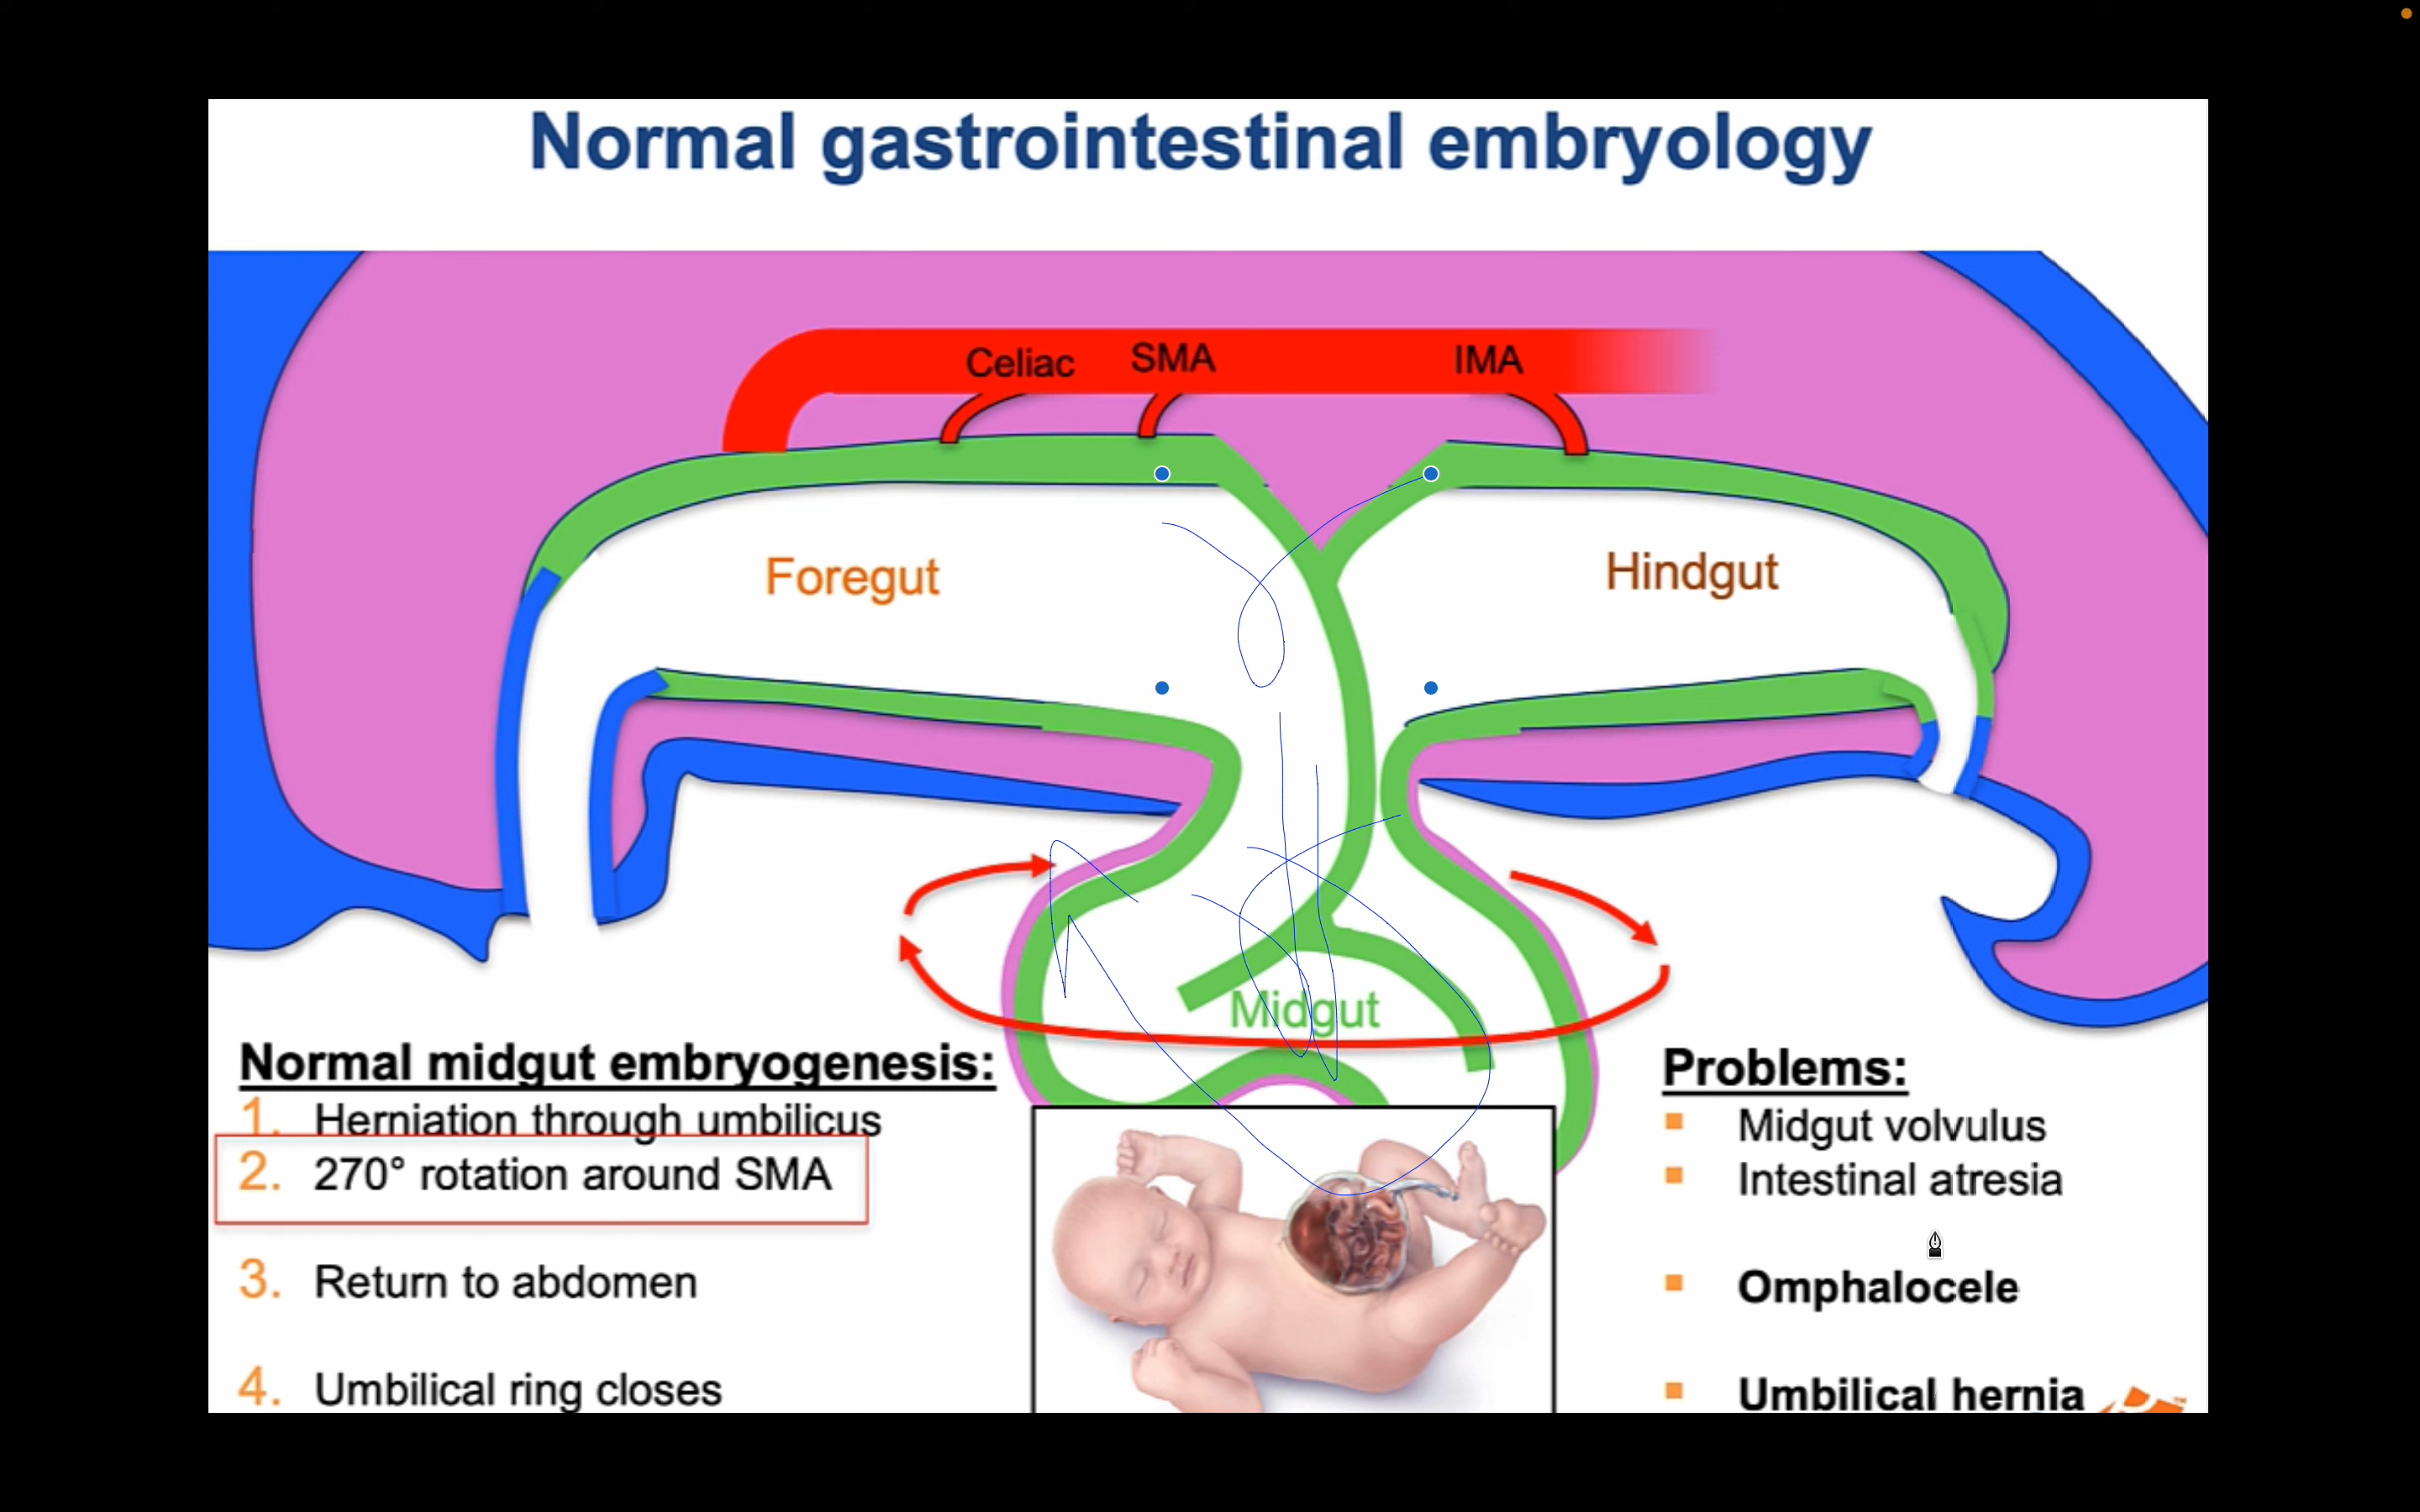 Normal gastrointestinal embryology
Celiac
SMA
IMA
Foregut
Hindgut
Midgut
Normal midgut embryogenesis:
1. Herniation through umbilicus
2. 270° rotation around SMA
3. Return to abdomen
4. Umbilical ring closes
Problems:
Midgut volvulus
Intestinal atresia
Omphalocele
Umbilical hernia